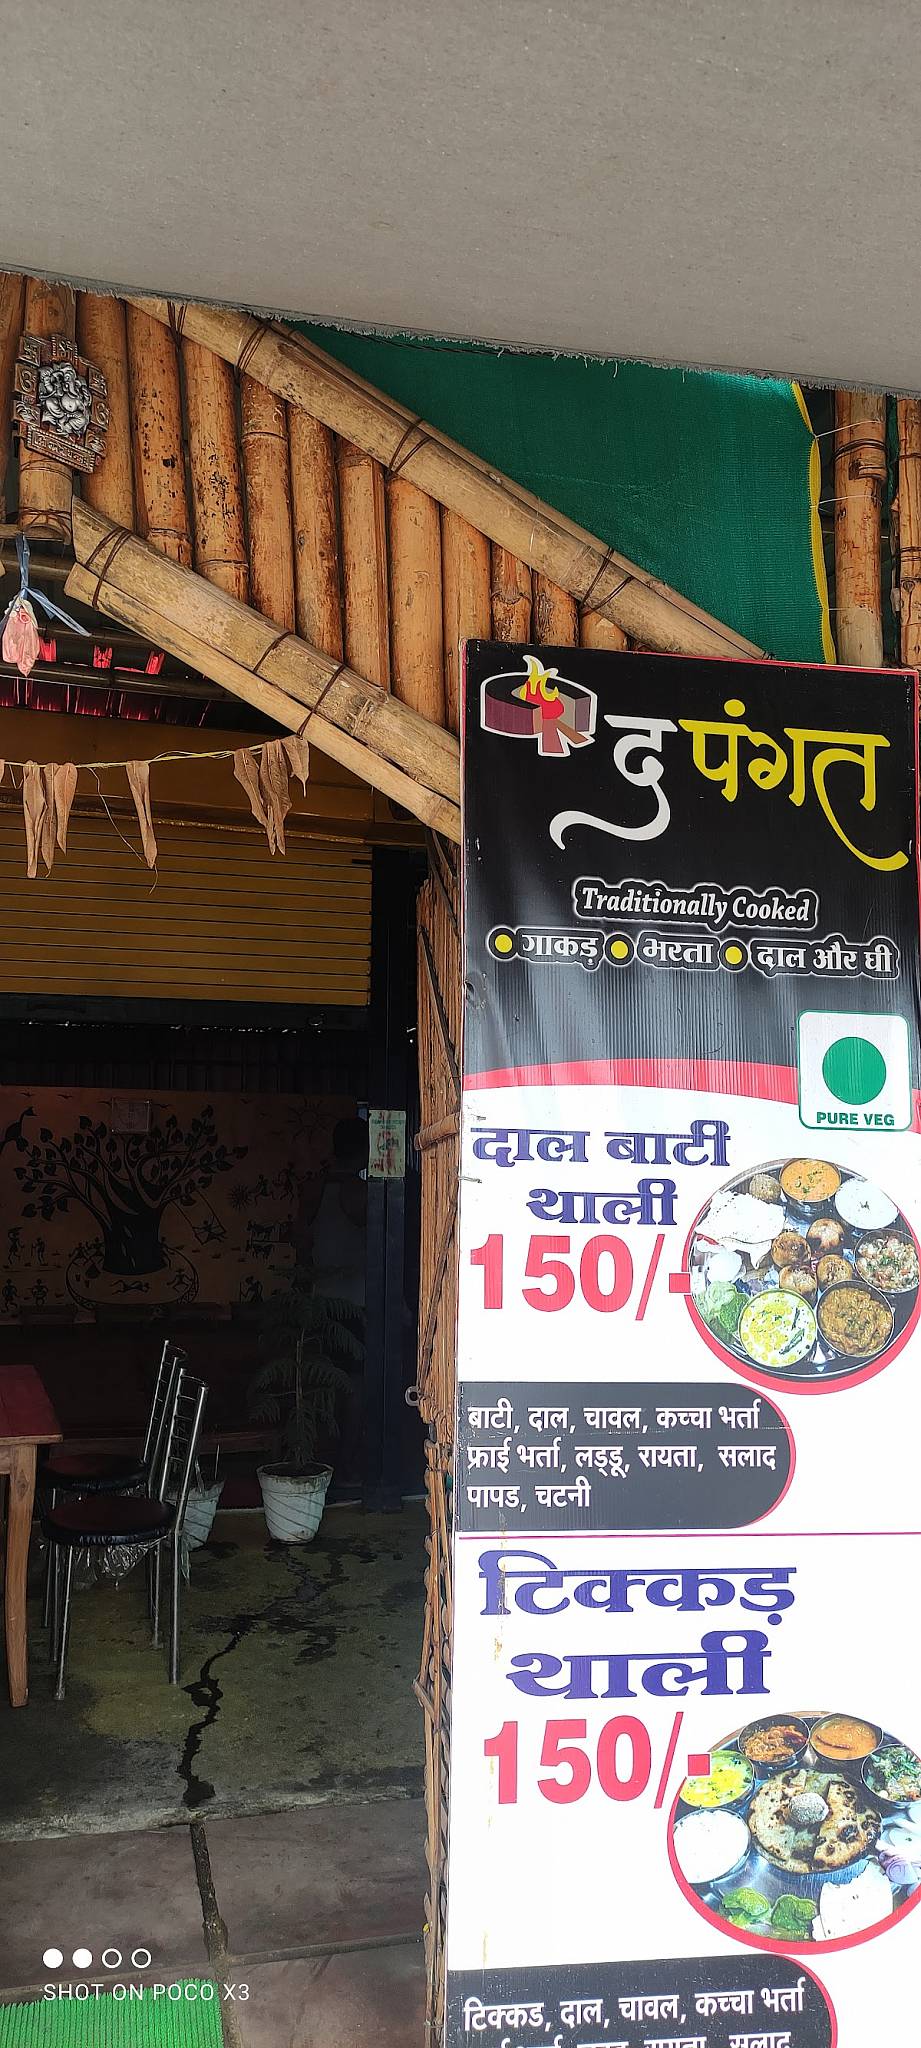 द पंगत
Traditionally Cooked
• गाकड़ • भरता • दाल और घी
PURE VEG
दाल बाटी
थाली
150/-
बाटी, दाल, चावल, कच्चा भर्ता
फ्राई भर्ता, लड्डू, रायता, सलाद
पापड, चटनी
टिक्कड़
थाली
150/-
टिक्कड, दाल, चावल, कच्चा भर्ता
सलाद
SHOT ON POCO X3